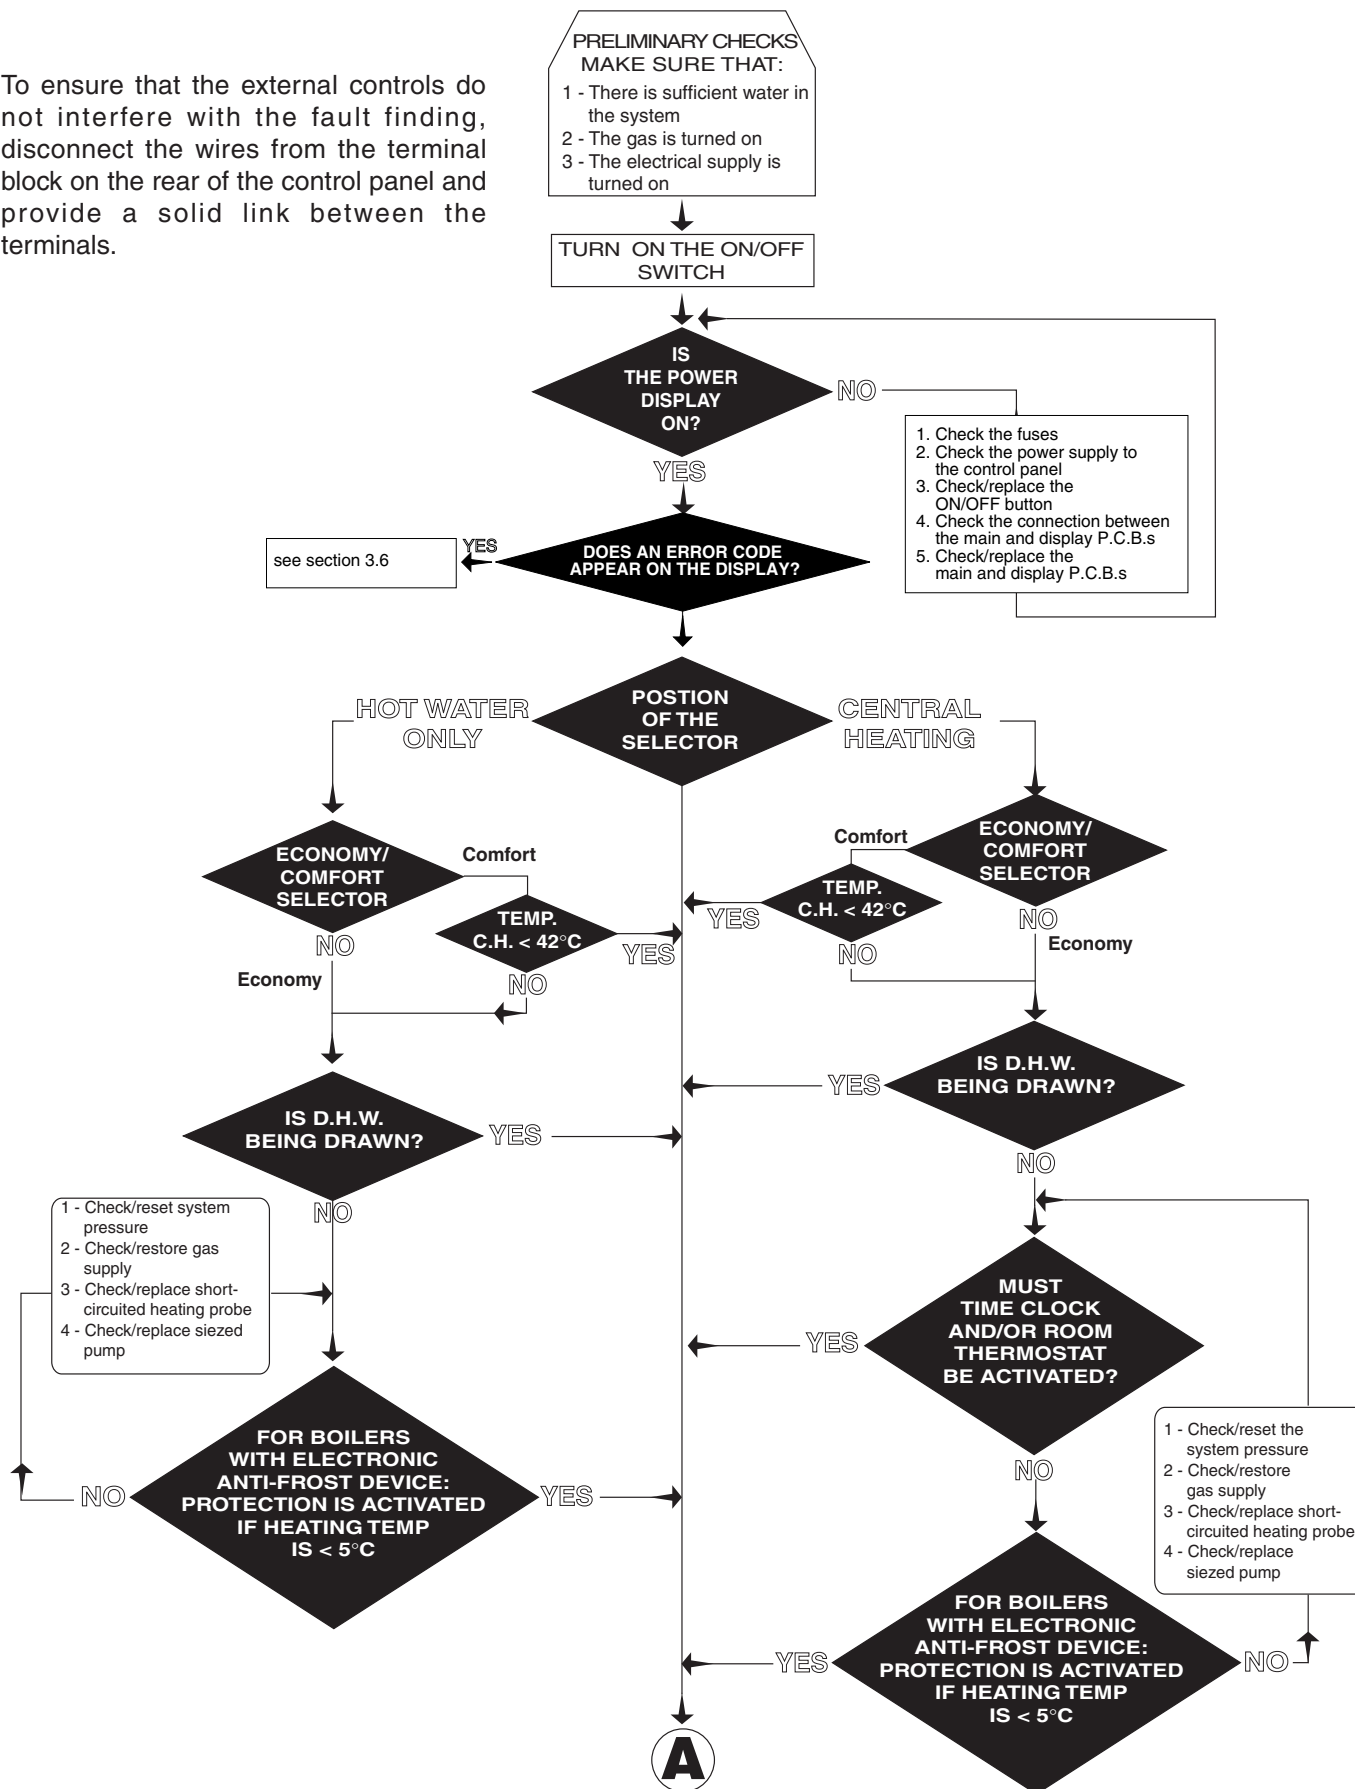 To ensure that the external controls do
not interfere with the fault finding,
disconnect the wires from the terminal
block on the rear of the control panel and
provide a solid link between the
terminals.
PRELIMINARY CHECKS
MAKE SURE THAT:
1 - There is sufficient water in
the system
2 - The gas is turned on
3 - The electrical supply is
turned on
TURN ON THE ON/OFF
SWITCH
IS
THE POWER
DISPLAY
ON?
NO
YES
1. Check the fuses
2. Check the power supply to
the control panel
3. Check/replace the
ON/OFF button
4. Check the connection between
the main and display P.C.B.s
5. Check/replace the
main and display P.C.B.s
DOES AN ERROR CODE
APPEAR ON THE DISPLAY?
YES
see section 3.6
POSTION
OF THE
SELECTOR
HOT WATER
ONLY
CENTRAL
HEATING
ECONOMY/
COMFORT
SELECTOR
Comfort
TEMP.
C.H. < 42°C
YES
NO
NO
Economy
Comfort
ECONOMY/
COMFORT
SELECTOR
TEMP.
C.H. < 42°C
YES
NO
NO
Economy
IS D.H.W.
BEING DRAWN?
YES
NO
IS D.H.W.
BEING DRAWN?
YES
NO
1 - Check/reset system
pressure
2 - Check/restore gas
supply
3 - Check/replace short-
circuited heating probe
4 - Check/replace siezed
pump
MUST
TIME CLOCK
AND/OR ROOM
THERMOSTAT
BE ACTIVATED?
YES
NO
FOR BOILERS
WITH ELECTRONIC
ANTI-FROST DEVICE:
PROTECTION IS ACTIVATED
IF HEATING TEMP
IS < 5°C
NO
YES
1 - Check/reset the
system pressure
2 - Check/restore
gas supply
3 - Check/replace short-
circuited heating probe
4 - Check/replace
siezed pump
FOR BOILERS
WITH ELECTRONIC
ANTI-FROST DEVICE:
PROTECTION IS ACTIVATED
IF HEATING TEMP
IS < 5°C
YES
NO
A